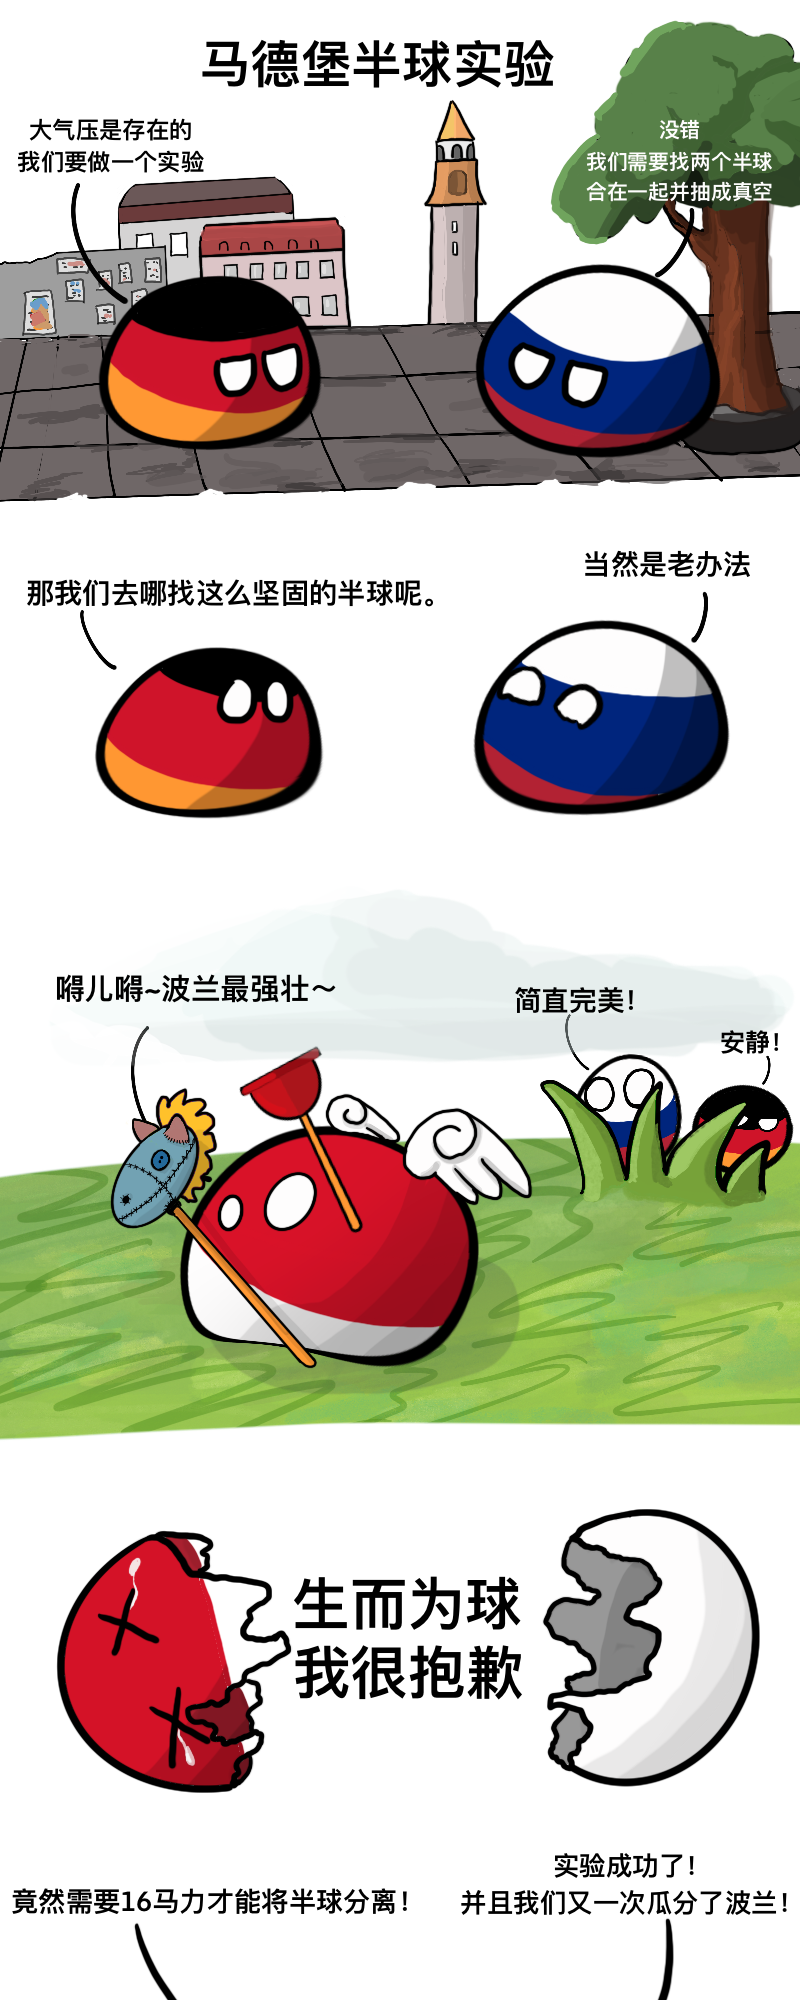 马德堡半球实验
大气压是存在的
我们要做一个实验
没错
我们需要找两个半球
合在一起并抽成真空
那我们去哪找这么坚固的半球呢。
当然是老办法
嘚儿嘚~波兰最强壮~
简直完美！
安静！
生而为球
我很抱歉
竟然需要16马力才能将半球分离！
实验成功了！
并且我们又一次瓜分了波兰！